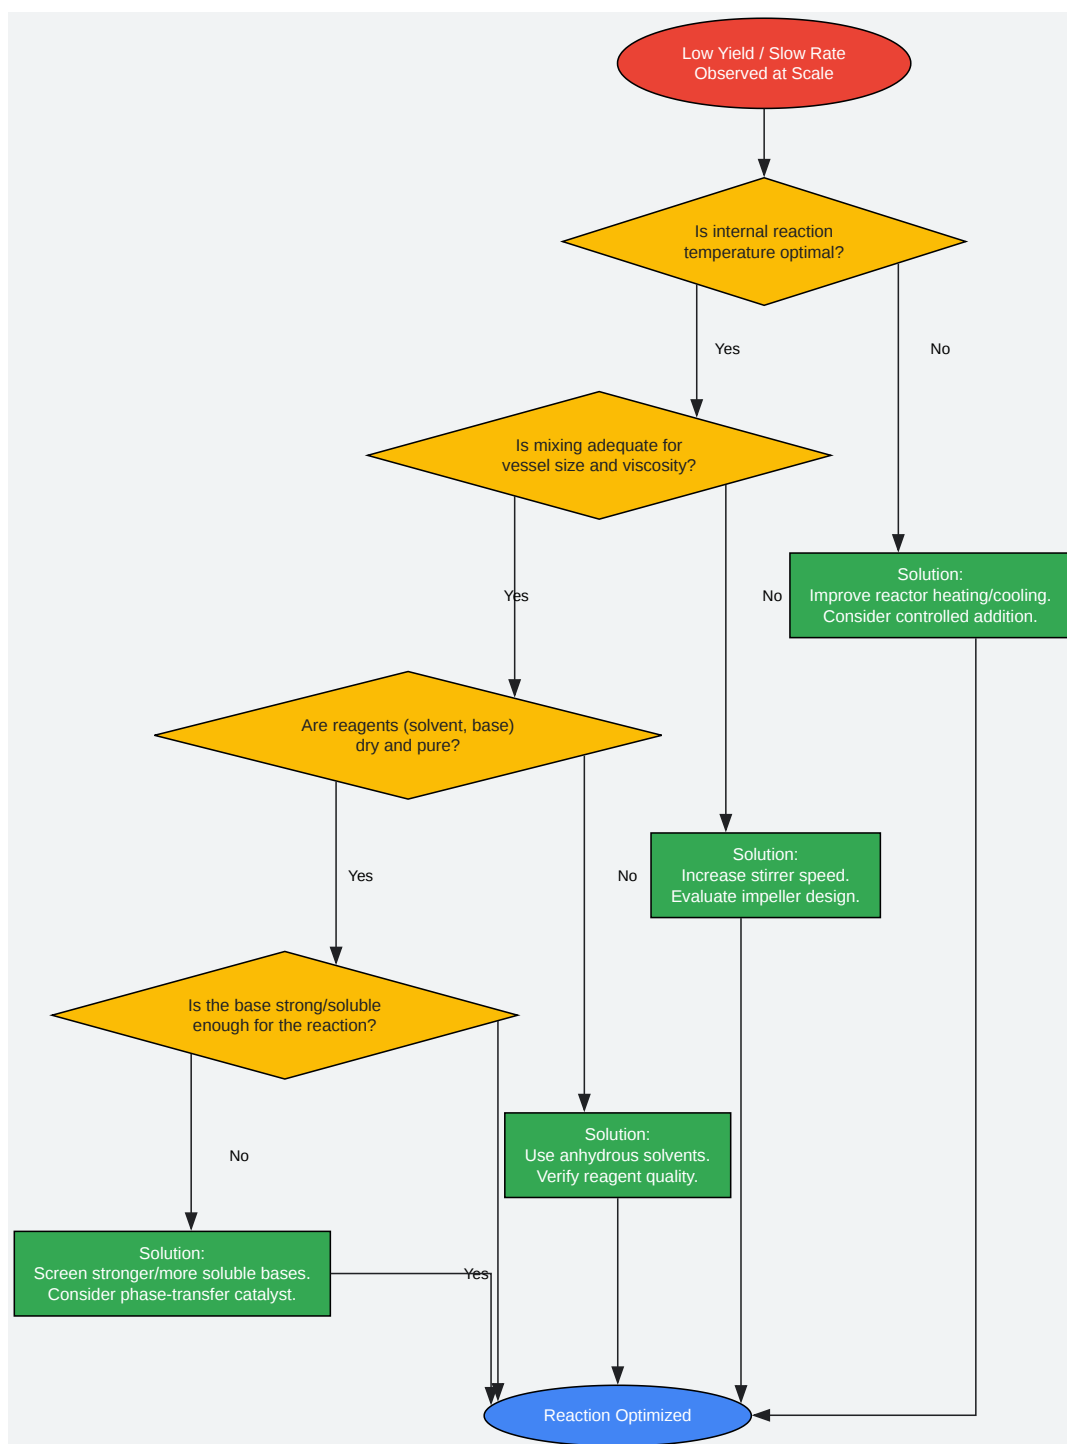 Low Yield / Slow Rate
Observed at Scale
Is internal reaction
temperature optimal?
Yes
No
Is mixing adequate for
vessel size and viscosity?
Solution:
Improve reactor heating/cooling.
Consider controlled addition.
Yes
No
Are reagents (solvent, base)
dry and pure?
Solution:
Increase stirrer speed.
Evaluate impeller design.
Yes
No
Is the base strong/soluble
enough for the reaction?
Solution:
Use anhydrous solvents.
Verify reagent quality.
No
Solution:
Screen stronger/more soluble bases.
Consider phase-transfer catalyst.
Yes
Reaction Optimized